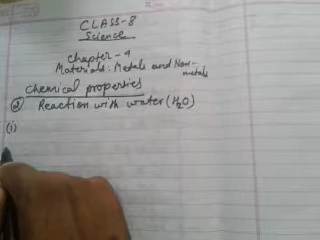 CLASS-8
Science
Chapter-4
Materials: Metals and Non-
metals
Chemical properties
② Reaction with water (H₂O)
(1)